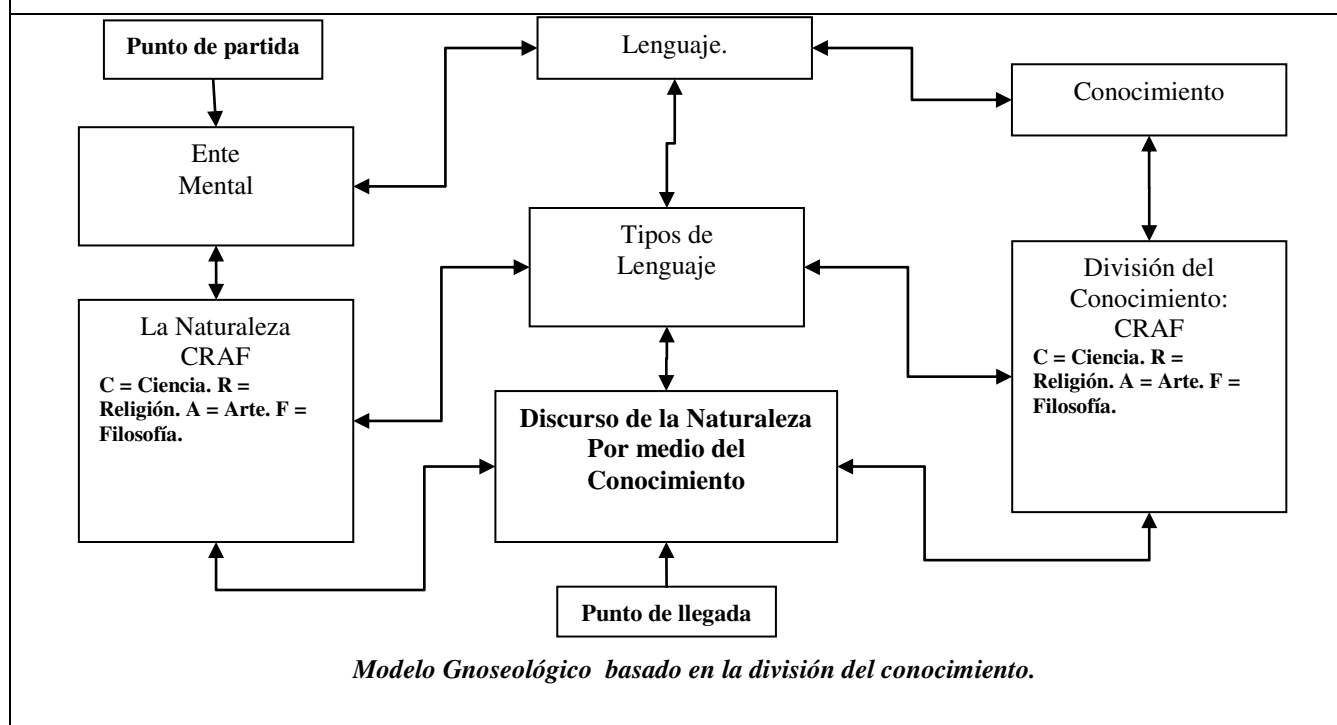 Punto de partida
Lenguaje.
Conocimiento
Ente
Mental
Tipos de
Lenguaje
División del
Conocimiento:
CRAF
C = Ciencia. R =
Religión. A = Arte. F =
Filosofía.
La Naturaleza
CRAF
C = Ciencia. R =
Religión. A = Arte. F =
Filosofía.
Discurso de la Naturaleza
Por medio del
Conocimiento
Punto de llegada
Modelo Gnoseológico basado en la división del conocimiento.